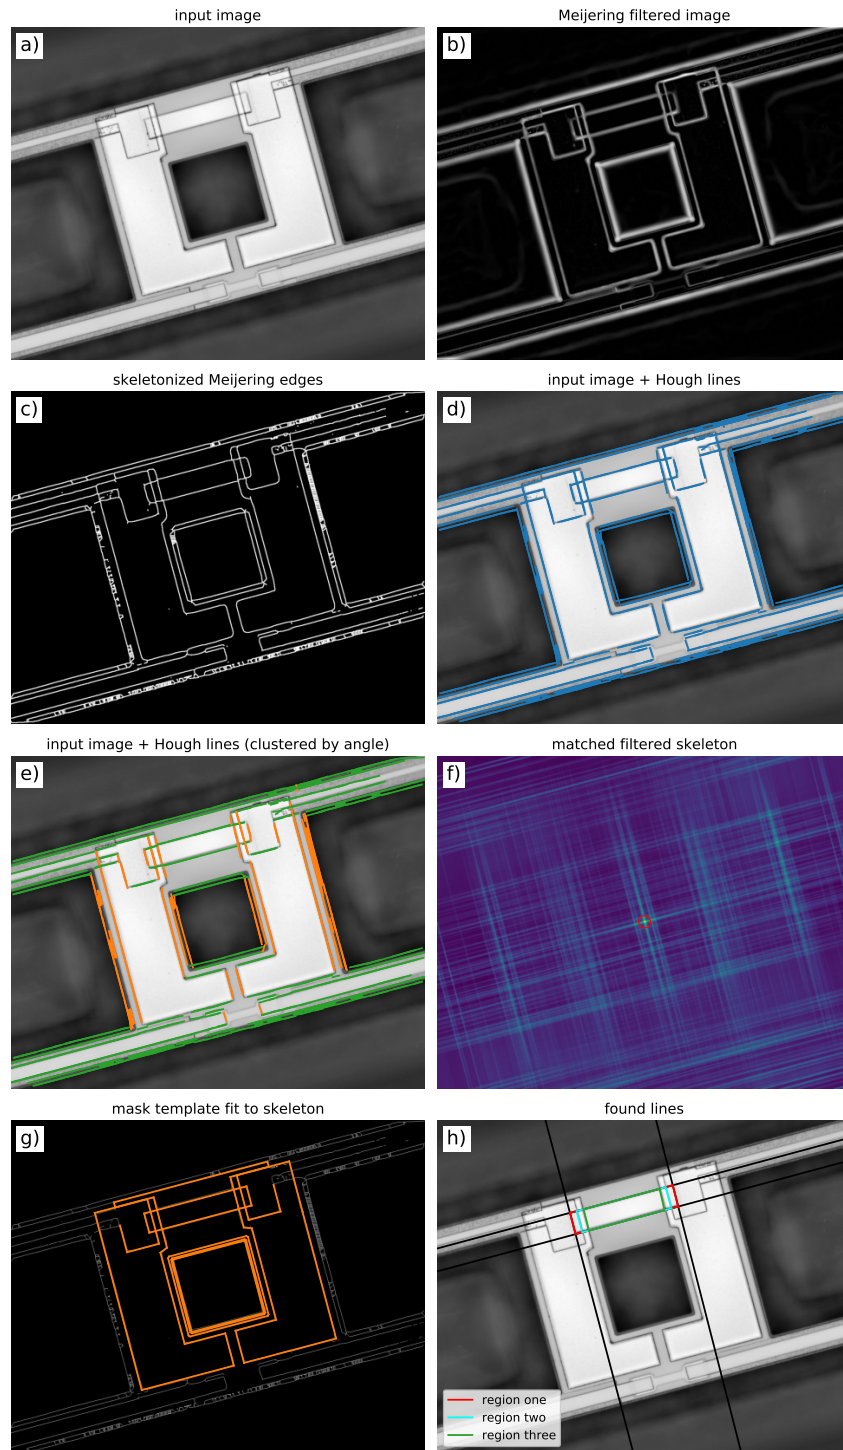 input image
Meijering filtered image
a)
b)
skeletonized Meijering edges
input image + Hough lines
c)
d)
input image + Hough lines (clustered by angle)
matched filtered skeleton
e)
f)
mask template fit to skeleton
found lines
g)
h)
region one
region two
region three